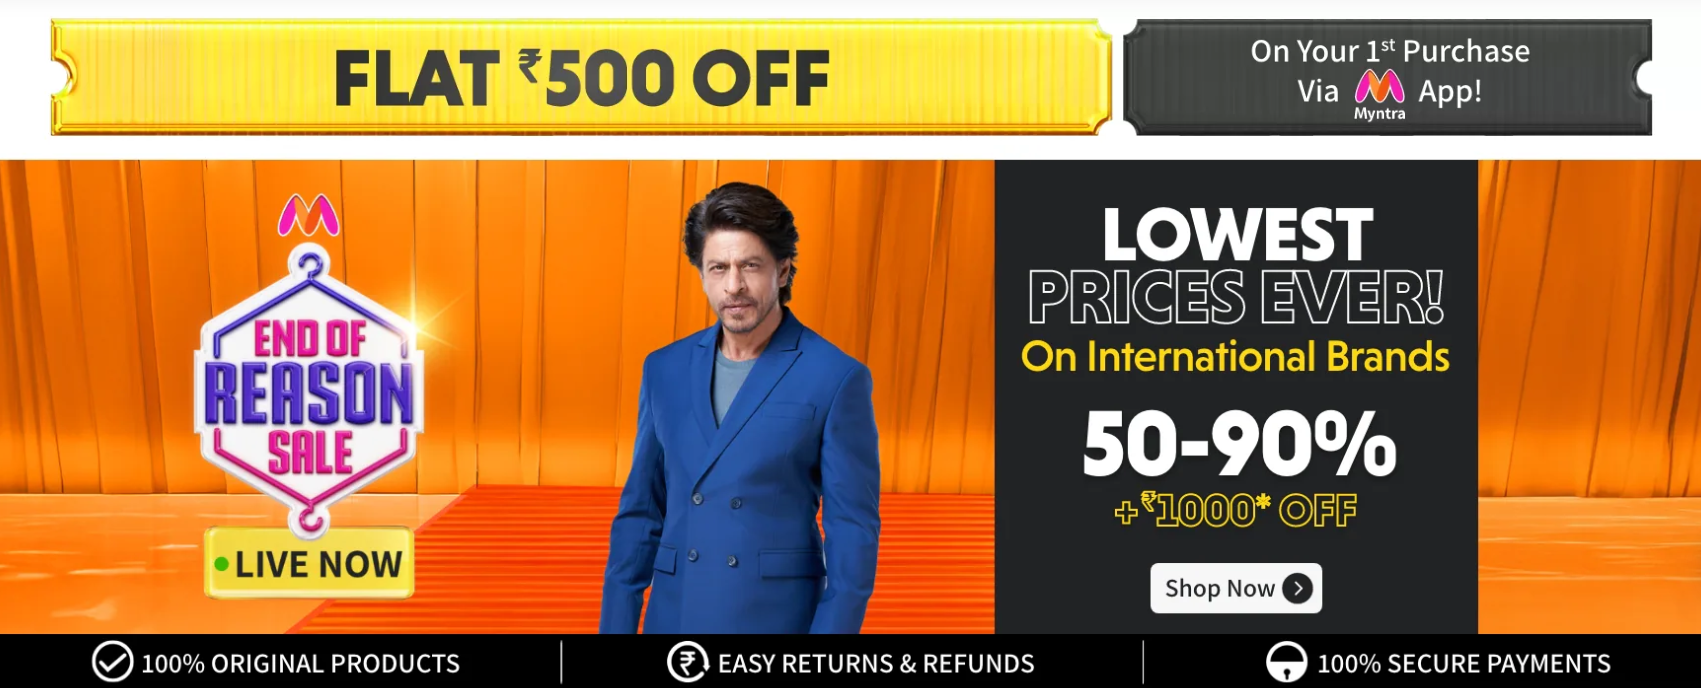 FLAT ₹500 OFF
On Your 1st Purchase
Via Myntra App!
END OF
REASON
SALE
LIVE NOW
LOWEST
PRICES EVER!
On International Brands
50-90%
+₹1000* OFF
Shop Now
100% ORIGINAL PRODUCTS
EASY RETURNS & REFUNDS
100% SECURE PAYMENTS